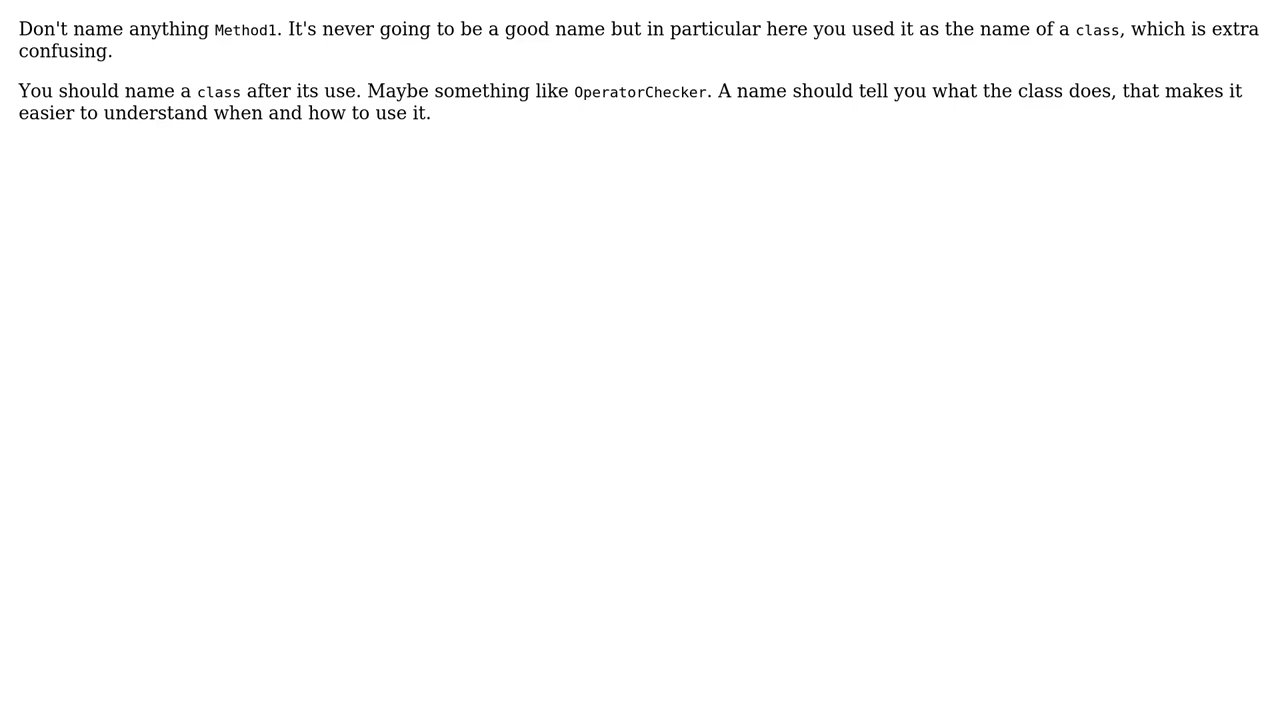 Don't name anything Method1. It's never going to be a good name but in particular here you used it as the name of a class, which is extra
confusing.
You should name a class after its use. Maybe something like OperatorChecker. A name should tell you what the class does, that makes it
easier to understand when and how to use it.